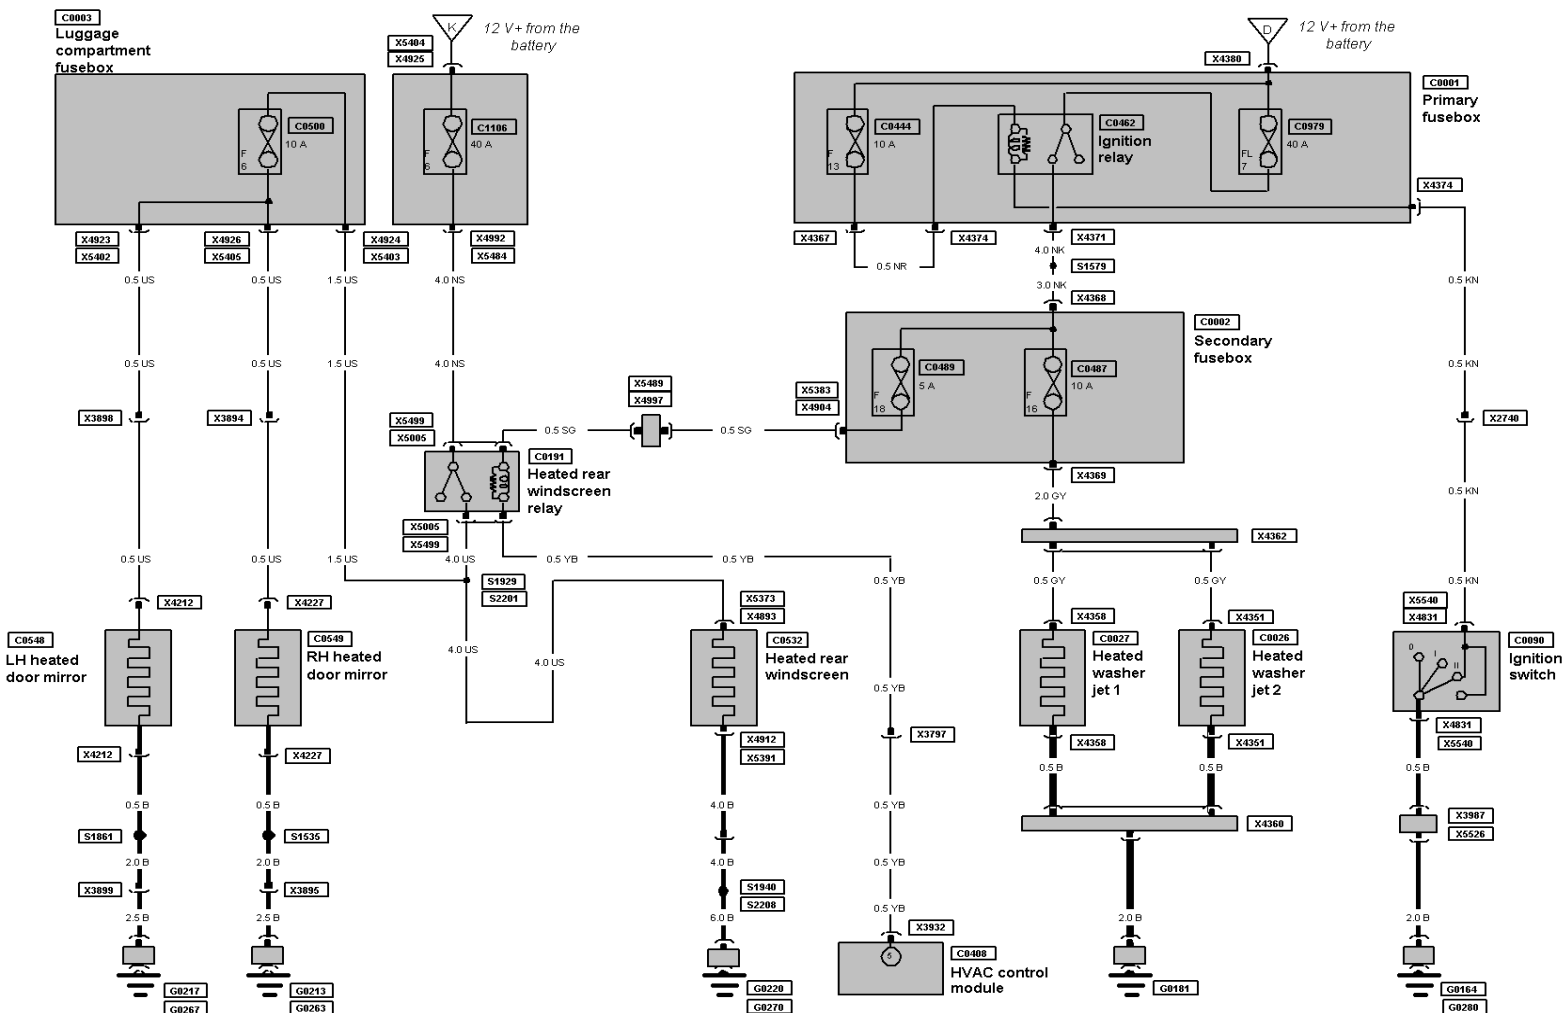 C0003
Luggage
compartment
fusebox
K
12 V+ from the
battery
X5404
X4925
D
12 V+ from the
battery
X4380
C0001
Primary
fusebox
C0500
10 A
F
6
C1106
40 A
F
6
C0444
10 A
F
13
C0462
Ignition
relay
C0979
40 A
FL
7
X4374
X4923
X5402
X4926
X5405
X4924
X5403
X4992
X5484
X4367
X4374
X4371
0.5 NR
4.0 NK
S1579
3.0 NK
X4368
0.5 US
0.5 US
1.5 US
4.0 NS
0.5 KN
C0002
Secondary
fusebox
0.5 US
0.5 US
1.5 US
4.0 NS
0.5 KN
C0489
5 A
F
18
C0487
10 A
F
16
X5489
X4997
X5383
X4904
X3898
X3894
X5499
X5005
0.5 SG
0.5 SG
X2740
C0191
Heated rear
windscreen
relay
X4369
2.0 GY
0.5 KN
X5005
X4362
X5499
0.5 US
0.5 US
1.5 US
4.0 US
0.5 YB
0.5 YB
0.5 YB
S1929
S2201
0.5 GY
0.5 GY
0.5 KN
X4212
X4227
X5373
X4893
X4358
X4351
X5540
X4831
C0548
LH heated
door mirror
C0549
RH heated
door mirror
4.0 US
4.0 US
C0532
Heated rear
windscreen
C0027
Heated
washer
jet 1
C0026
Heated
washer
jet 2
0
I
II
C0090
Ignition
switch
0.5 YB
X4212
X4227
X4912
X5391
X3797
X4358
X4351
X4831
X5540
0.5 B
0.5 B
0.5 B
0.5 B
0.5 B
4.0 B
0.5 YB
S1861
S1535
X4360
X3987
X5526
2.0 B
2.0 B
4.0 B
0.5 YB
X3899
X3895
S1940
S2208
2.5 B
2.5 B
6.0 B
0.5 YB
2.0 B
2.0 B
X3932
5
C0408
HVAC control
module
G0217
G0267
G0213
G0263
G0220
G0270
G0181
G0164
G0280